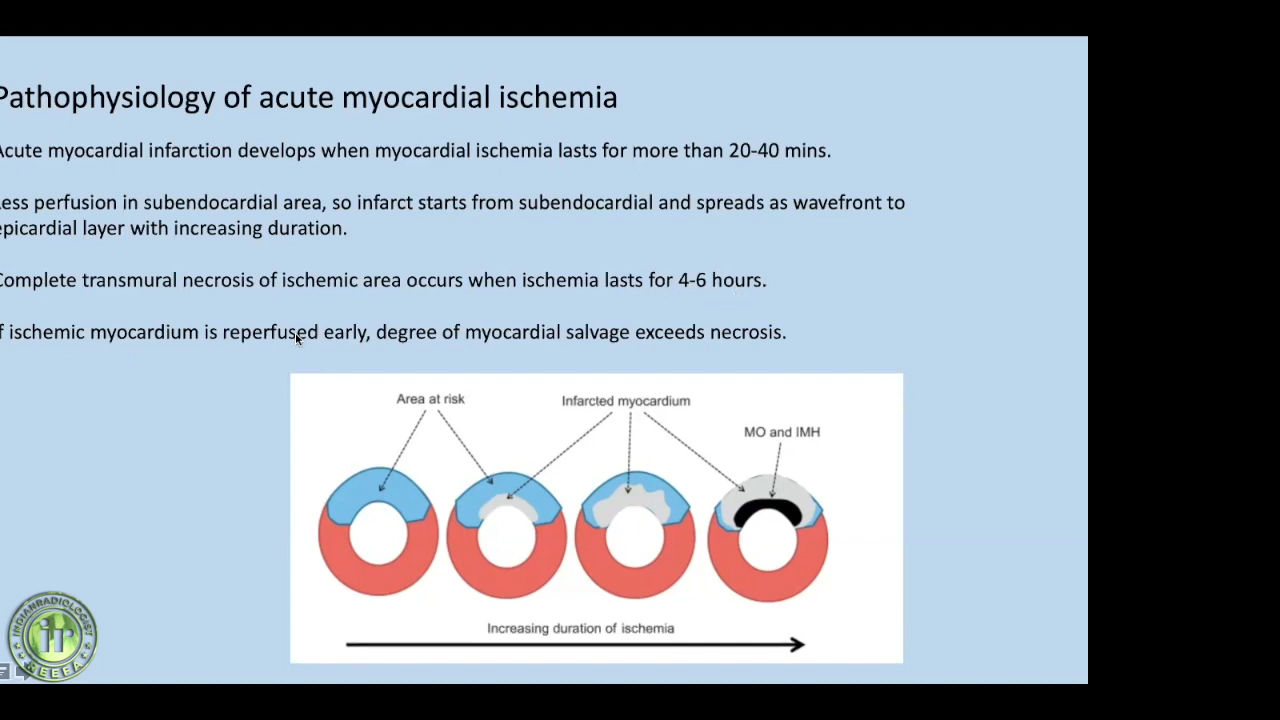 Pathophysiology of acute myocardial ischemia
Acute myocardial infarction develops when myocardial ischemia lasts for more than 20-40 mins.
Less perfusion in subendocardial area, so infarct starts from subendocardial and spreads as wavefront to
epicardial layer with increasing duration.
Complete transmural necrosis of ischemic area occurs when ischemia lasts for 4-6 hours.
If ischemic myocardium is reperfused early, degree of myocardial salvage exceeds necrosis.
Area at risk
Infarcted myocardium
MO and IMH
Increasing duration of ischemia
INDIANRADIOLOGIST
ir